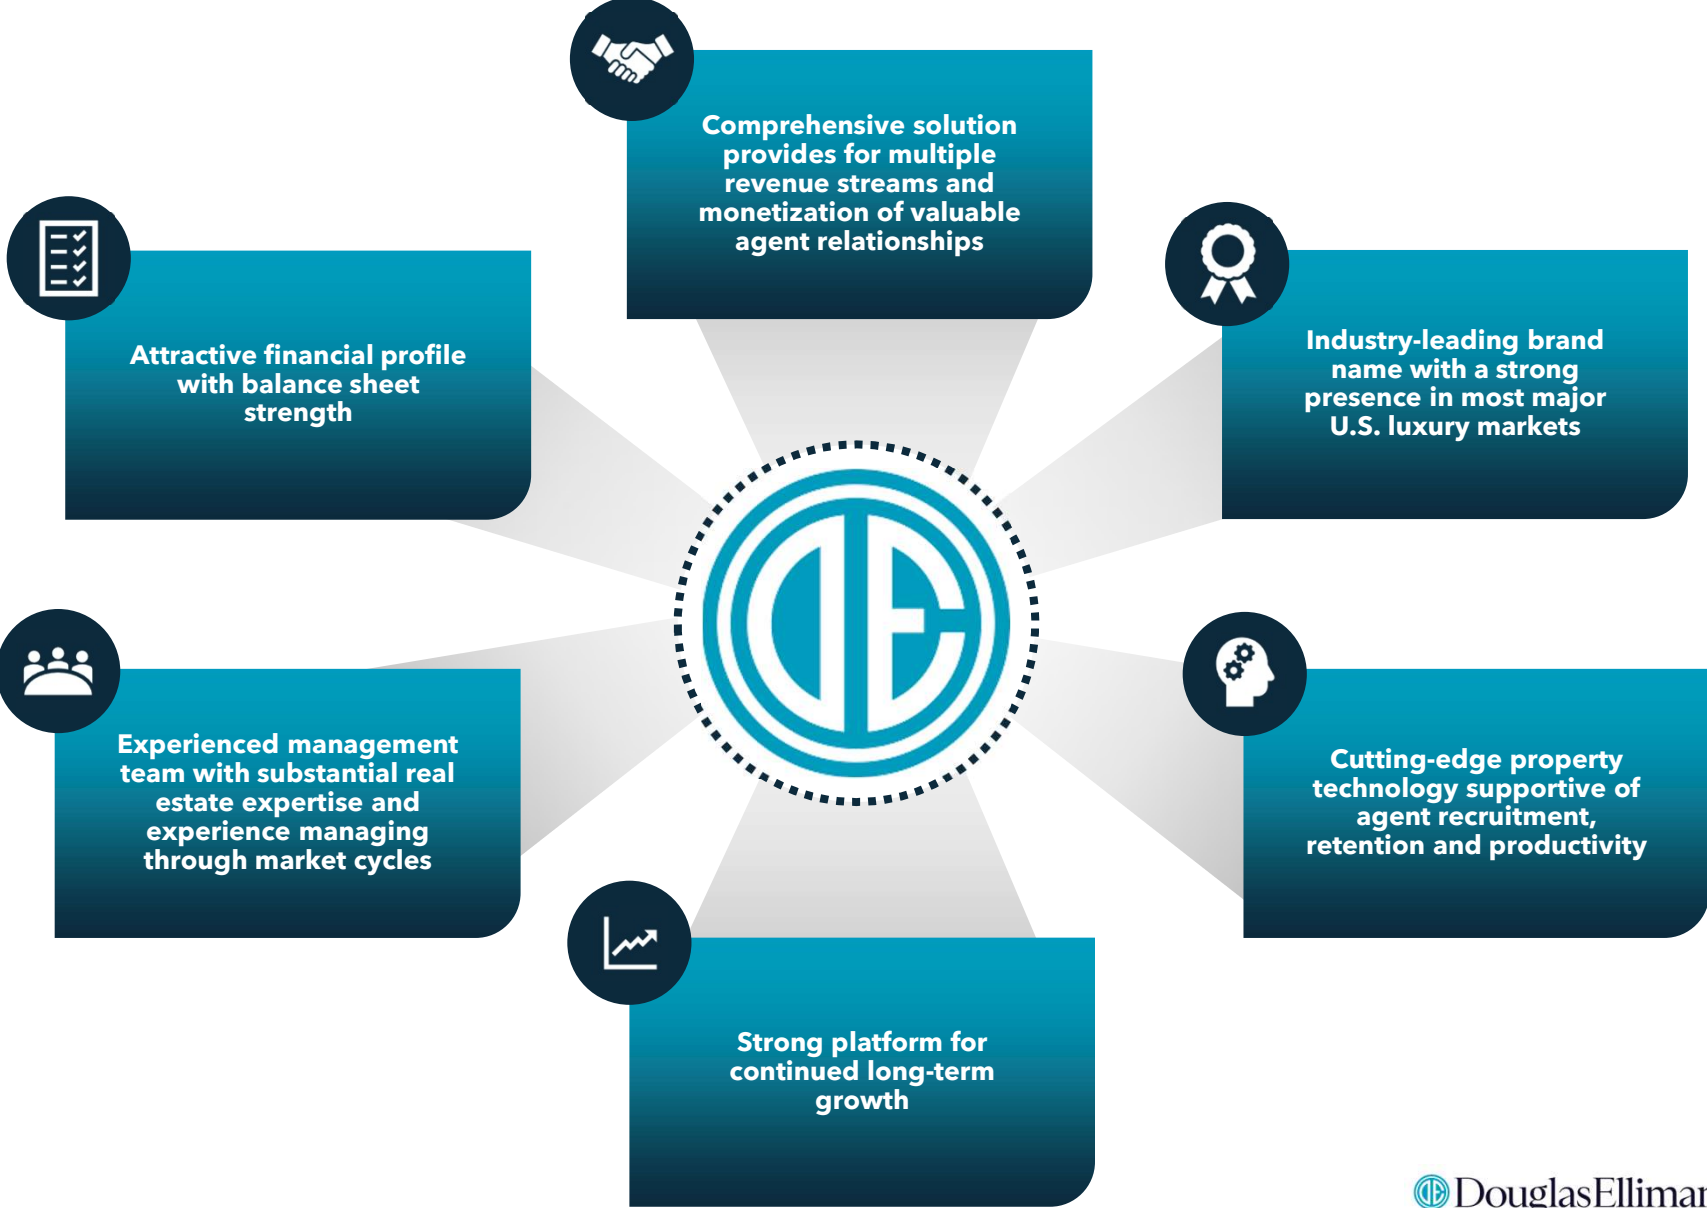 Comprehensive solution
provides for multiple
revenue streams and
monetization of valuable
agent relationships
Attractive financial profile
with balance sheet
strength
Industry-leading brand
name with a strong
presence in most major
U.S. luxury markets
DE
Experienced management
team with substantial real
estate expertise and
experience managing
through market cycles
Cutting-edge property
technology supportive of
agent recruitment,
retention and productivity
Strong platform for
continued long-term
growth
DE DouglasElliman